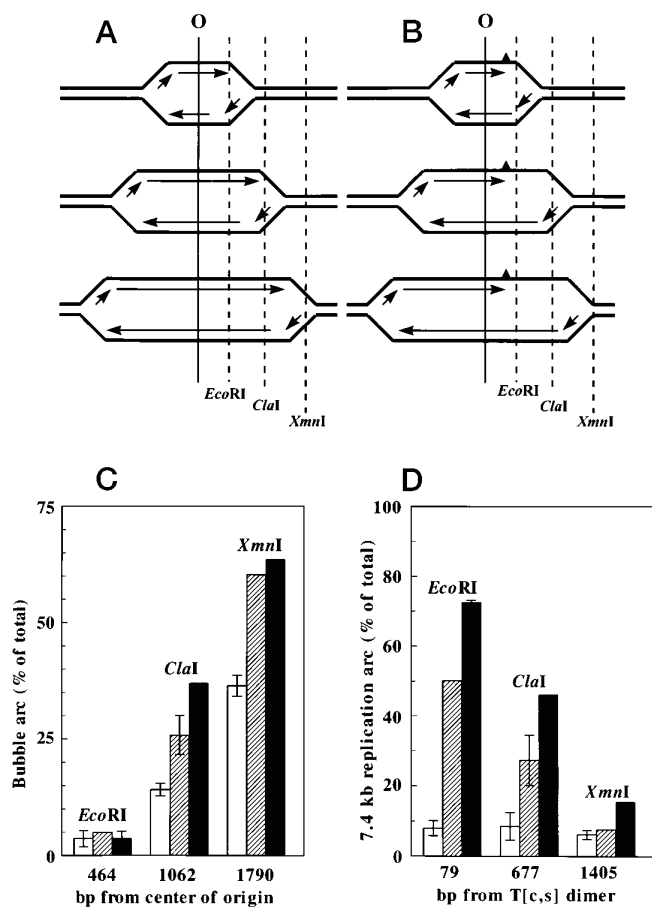 A
O
B
O
EcoRI
ClaI
XmnI
EcoRI
ClaI
XmnI
C
Bubble arc (% of total)
75
50
25
0
EcoRI
ClaI
XmnI
464 1062 1790
bp from center of origin
D
7.4 kb replication arc (% of total)
100
80
60
40
20
0
EcoRI
ClaI
XmnI
79 677 1405
bp from T[c,s] dimer